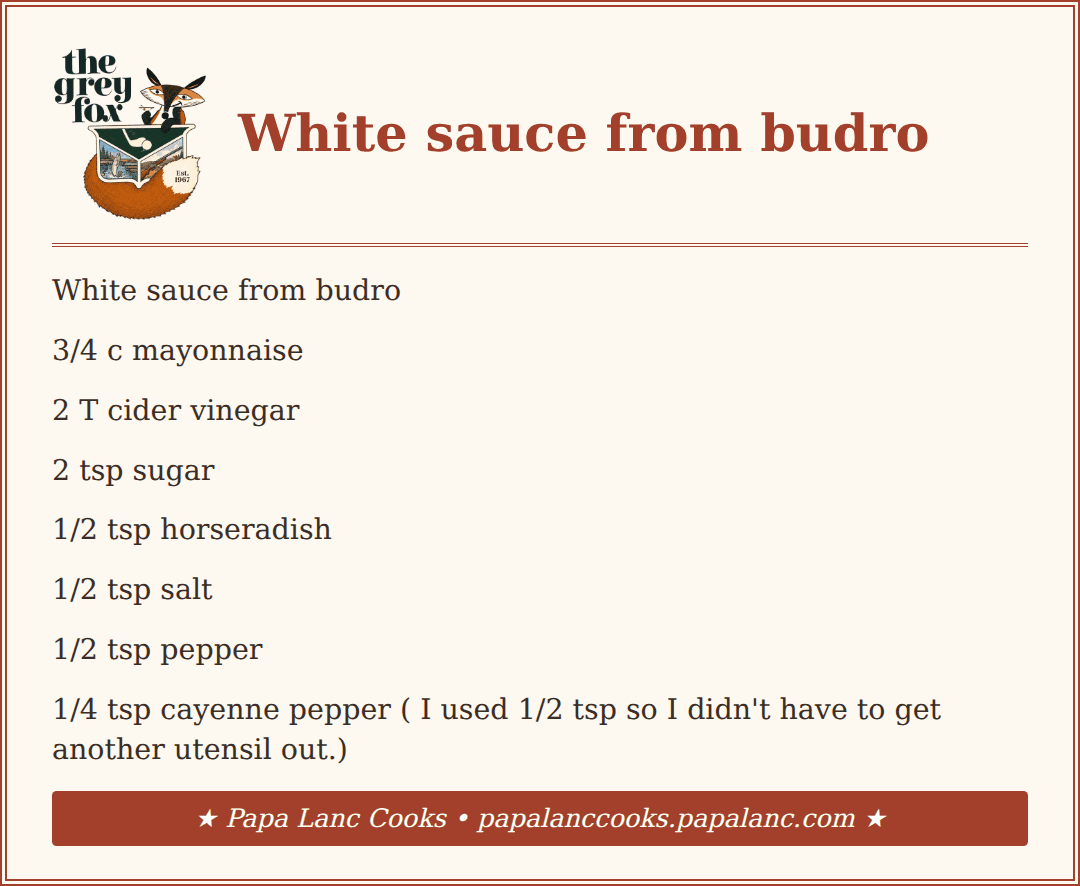 the
grey
fox
Est.
1967
White sauce from budro
White sauce from budro
3/4 c mayonnaise
2 T cider vinegar
2 tsp sugar
1/2 tsp horseradish
1/2 tsp salt
1/2 tsp pepper
1/4 tsp cayenne pepper ( I used 1/2 tsp so I didn't have to get
another utensil out.)
★ Papa Lanc Cooks • papalanccooks.papalanc.com ★